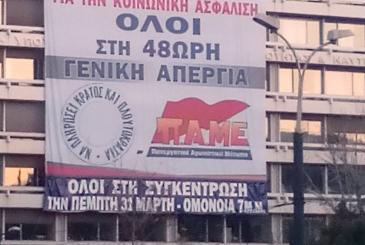 ΓΙΑ ΤΗΝ ΚΟΙΝΩΝΙΚΗ ΑΣΦΑΛΙΣΗ
ΟΛΟΙ
ΣΤΗ 48ΩΡΗ
ΓΕΝΙΚΗ ΑΠΕΡΓΙΑ
ΝΑ ΠΛΗΡΩΣΕΙ ΚΡΑΤΟΣ ΚΑΙ ΠΛΟΥΤΟΚΡΑΤΙΑ
ΠΑΜΕ
Πανεργατικό Αγωνιστικό Μέτωπο
ΟΛΟΙ ΣΤΗ ΣΥΓΚΕΝΤΡΩΣΗ
ΤΗΝ ΠΕΜΠΤΗ 31 ΜΑΡΤΗ - ΟΜΟΝΟΙΑ 7μ.μ.